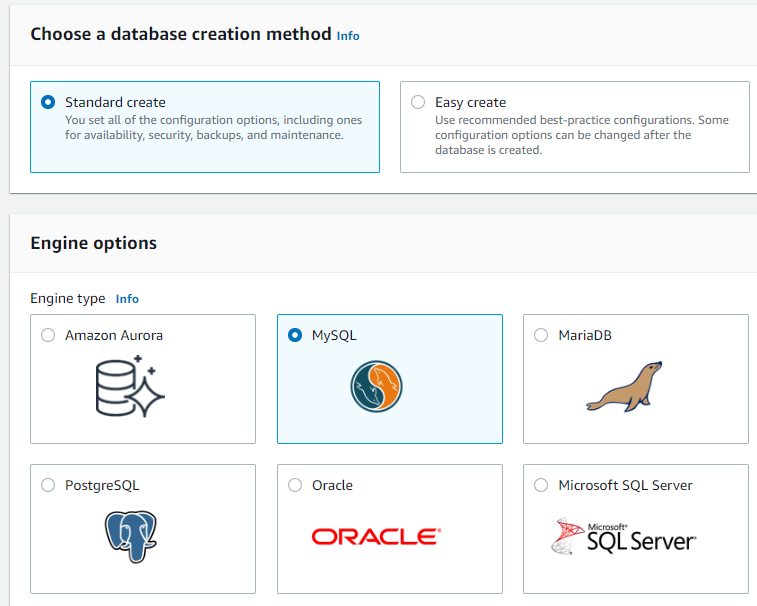 Choose a database creation method Info
Standard create
You set all of the configuration options, including ones
for availability, security, backups, and maintenance.
Easy create
Use recommended best-practice configurations. Some
configuration options can be changed after the
database is created.
Engine options
Engine type Info
Amazon Aurora
MySQL
MariaDB
PostgreSQL
Oracle
ORACLE®
Microsoft SQL Server
Microsoft®
SQL Server®